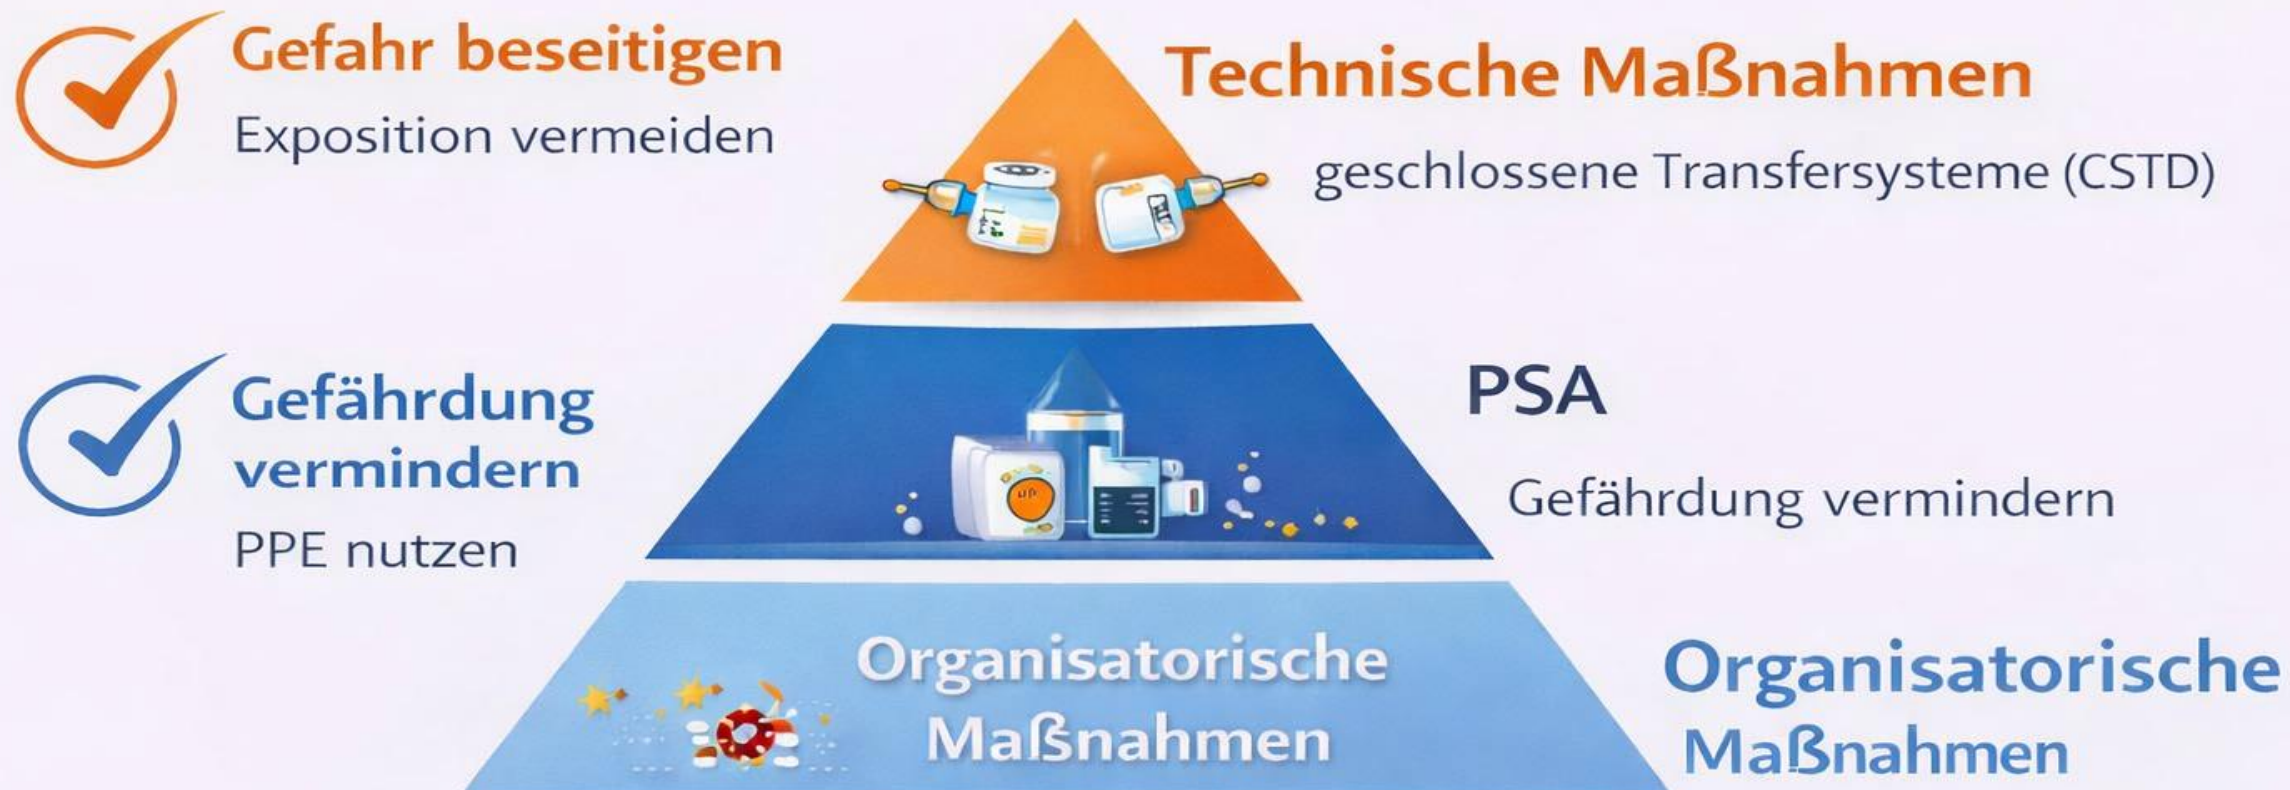 Gefahr beseitigen
Exposition vermeiden
Technische Maßnahmen
geschlossene Transfersysteme (CSTD)
Gefährdung
vermindern
PPE nutzen
PSA
Gefährdung vermindern
Organisatorische
Maßnahmen
Organisatorische
Maßnahmen